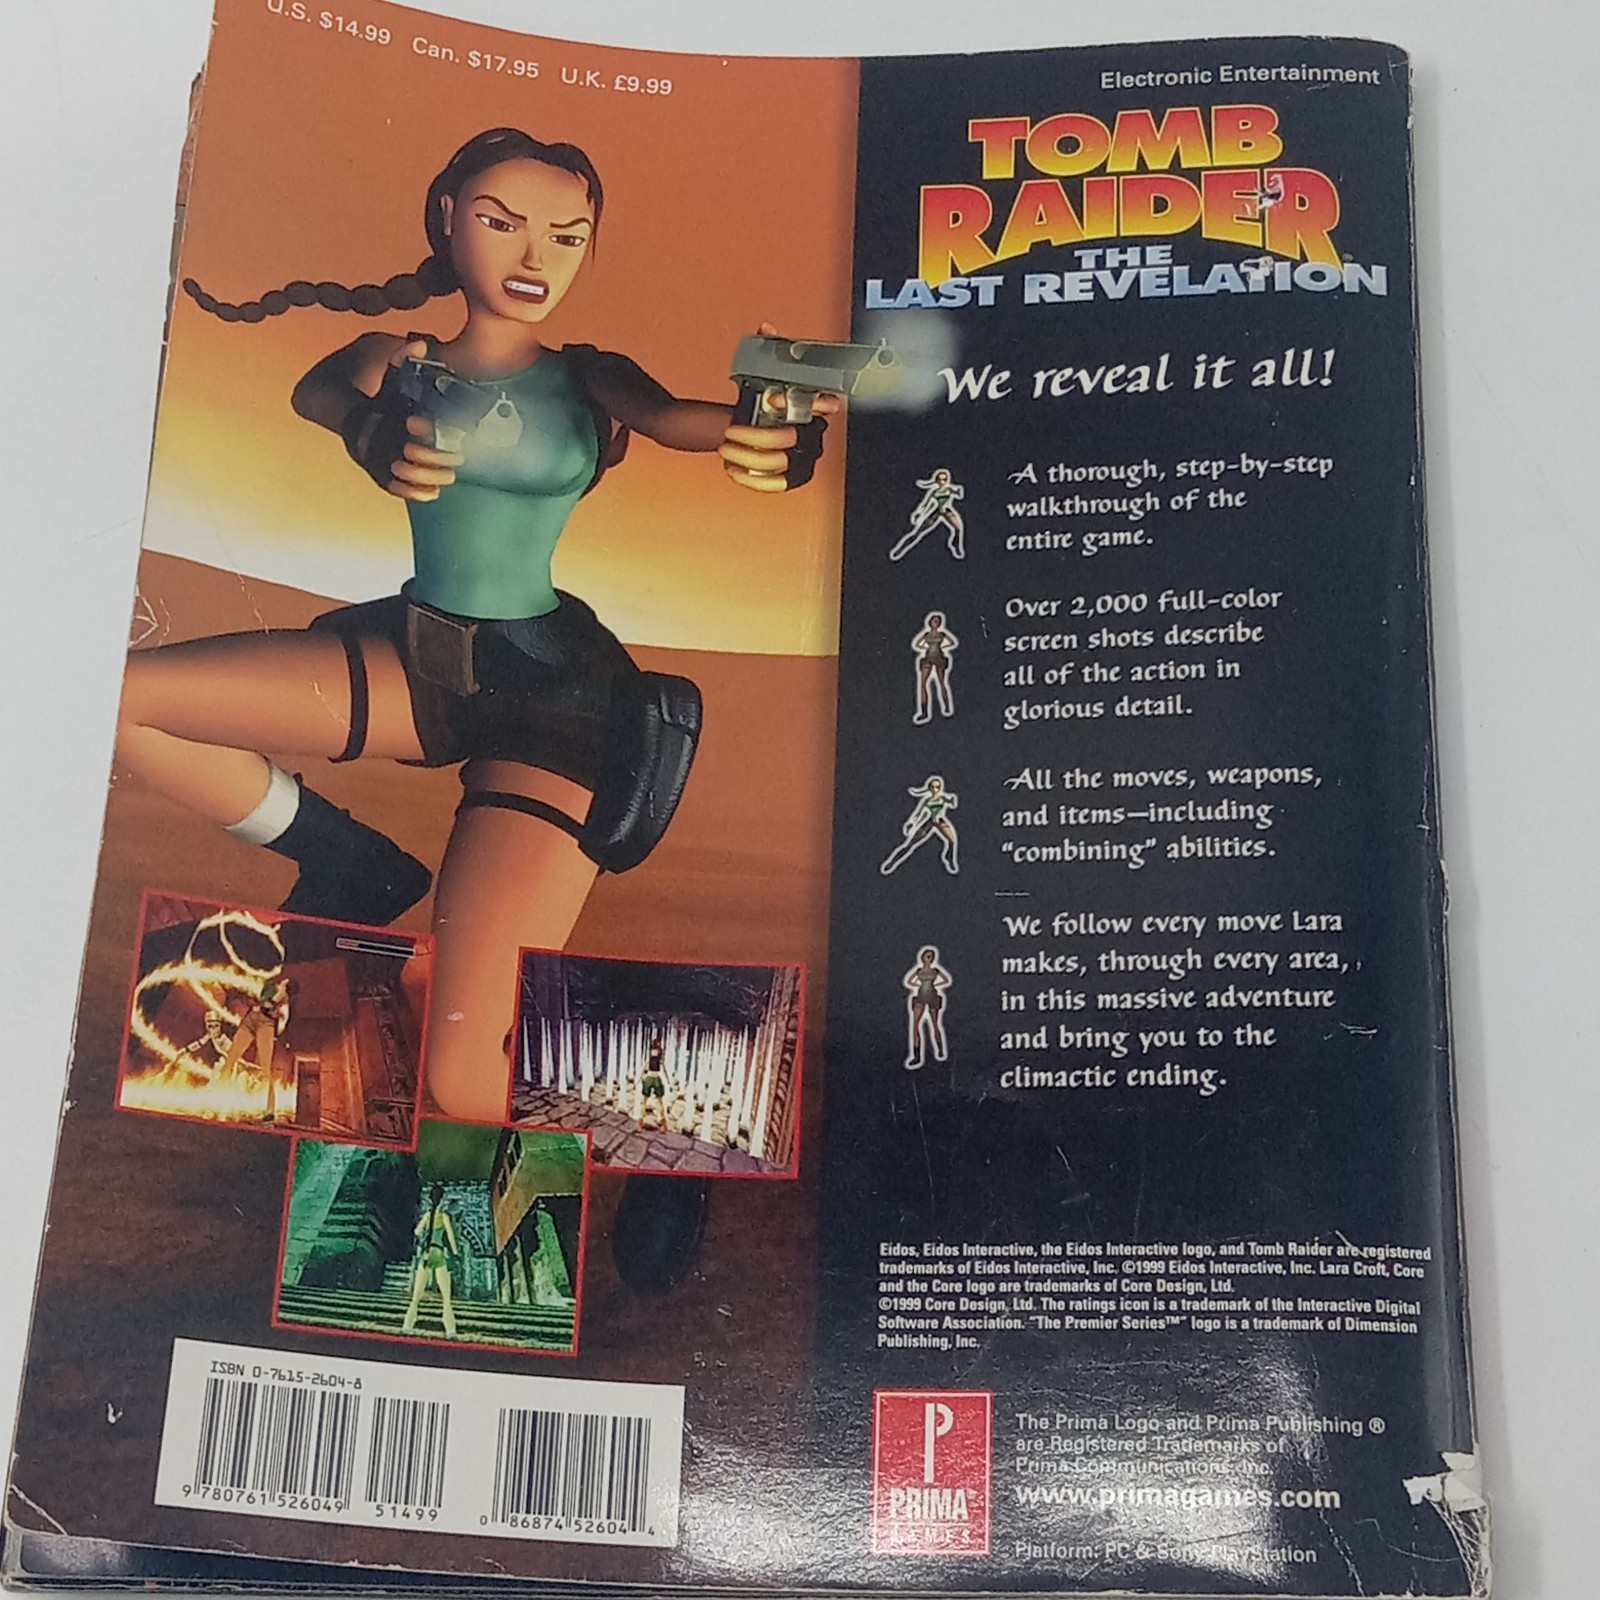 U.S. $14.99 Can. $17.95 U.K. £9.99
Electronic Entertainment
TOMB
RAIDER
THE
LAST REVELATION
We reveal it all!
A thorough, step-by-step
walkthrough of the
entire game.
Over 2,000 full-color
screen shots describe
all of the action in
glorious detail.
All the moves, weapons,
and items—including
“combining” abilities.
We follow every move Lara
makes, through every area,
in this massive adventure
and bring you to the
climactic ending.
Eidos, Eidos Interactive, the Eidos Interactive logo, and Tomb Raider are registered
trademarks of Eidos Interactive, Inc. ©1999 Eidos Interactive, Inc. Lara Croft, Core
and the Core logo are trademarks of Core Design, Ltd.
©1999 Core Design, Ltd. The ratings icon is a trademark of the Interactive Digital
Software Association. "The Premier Series™" logo is a trademark of Dimension
Publishing, Inc.
ISBN 0-7615-2604-8
9 780761 526049
51499
0 86874 52604 4
P
PRIMA
GAMES
The Prima Logo and Prima Publishing ®
are Registered Trademarks of
Prima Communications, Inc.
www.primagames.com
Platform: PC & Sony PlayStation